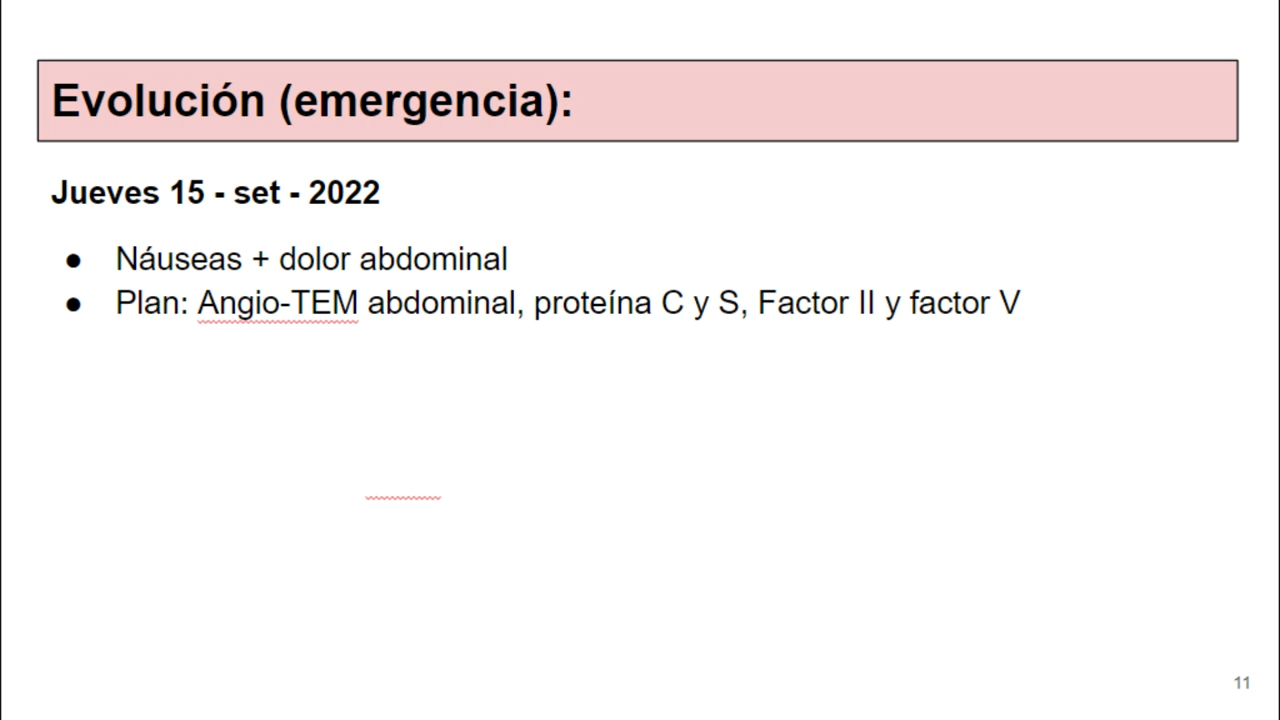 Evolución (emergencia):
Jueves 15 - set - 2022
● Náuseas + dolor abdominal
● Plan: Angio-TEM abdominal, proteína C y S, Factor II y factor V
11